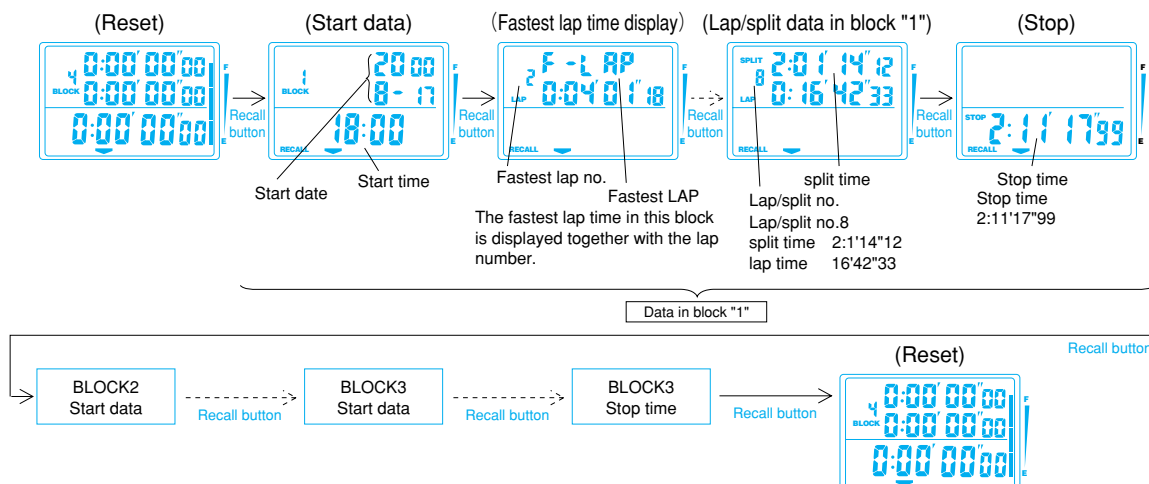 (Reset)
(Start data)
(Fastest lap time display)
(Lap/split data in block "1")
(Stop)
0:00'00"00
4
BLOCK
0:00'00"00
0:00'00"00
F
E
Recall
button
20 00
1
BLOCK
8- 17
18:00
RECALL
Start date
Start time
F
E
Recall
button
F -L AP
2
LAP
0:04'01"18
RECALL
Fastest lap no.
Fastest LAP
The fastest lap time in this block
is displayed together with the lap
number.
F
E
Recall
button
SPLIT 2:01'14"12
8
LAP 0:16'42"33
RECALL
split time
Lap/split no.
Lap/split no.8
split time 2:1'14"12
lap time 16'42"33
F
E
Recall
button
STOP
2:11'17"99
RECALL
F
E
Stop time
Stop time
2:11'17"99
Data in block "1"
Recall button
BLOCK2
Start data
Recall button
BLOCK3
Start data
Recall button
BLOCK3
Stop time
Recall button
(Reset)
0:00'00"00
4
BLOCK
0:00'00"00
0:00'00"00
F
E